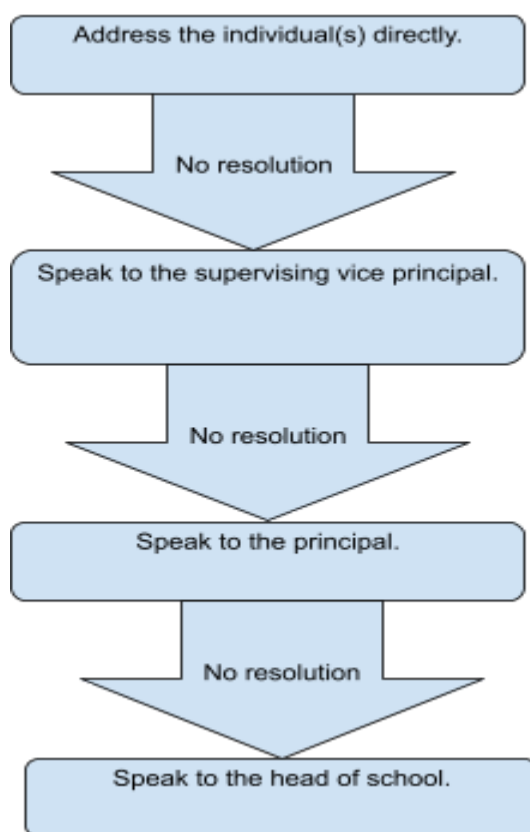 Address the individual(s) directly.
No resolution
Speak to the supervising vice principal.
No resolution
Speak to the principal.
No resolution
Speak to the head of school.